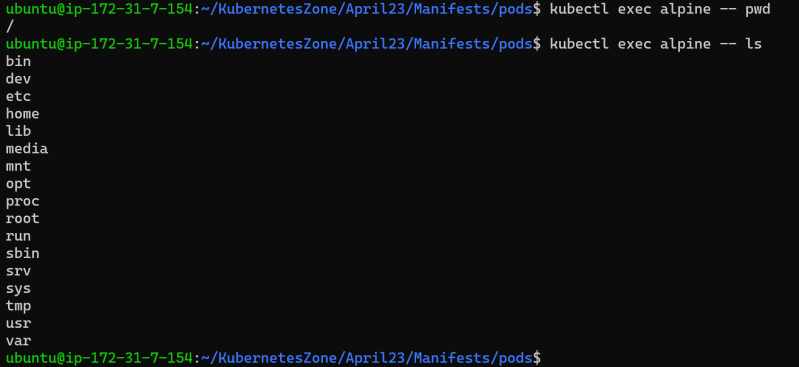 ubuntu@ip-172-31-7-154:~/KubernetesZone/April23/Manifests/pods$ kubectl exec alpine -- pwd
/
ubuntu@ip-172-31-7-154:~/KubernetesZone/April23/Manifests/pods$ kubectl exec alpine -- ls
bin
dev
etc
home
lib
media
mnt
opt
proc
root
run
sbin
srv
sys
tmp
usr
var
ubuntu@ip-172-31-7-154:~/KubernetesZone/April23/Manifests/pods$